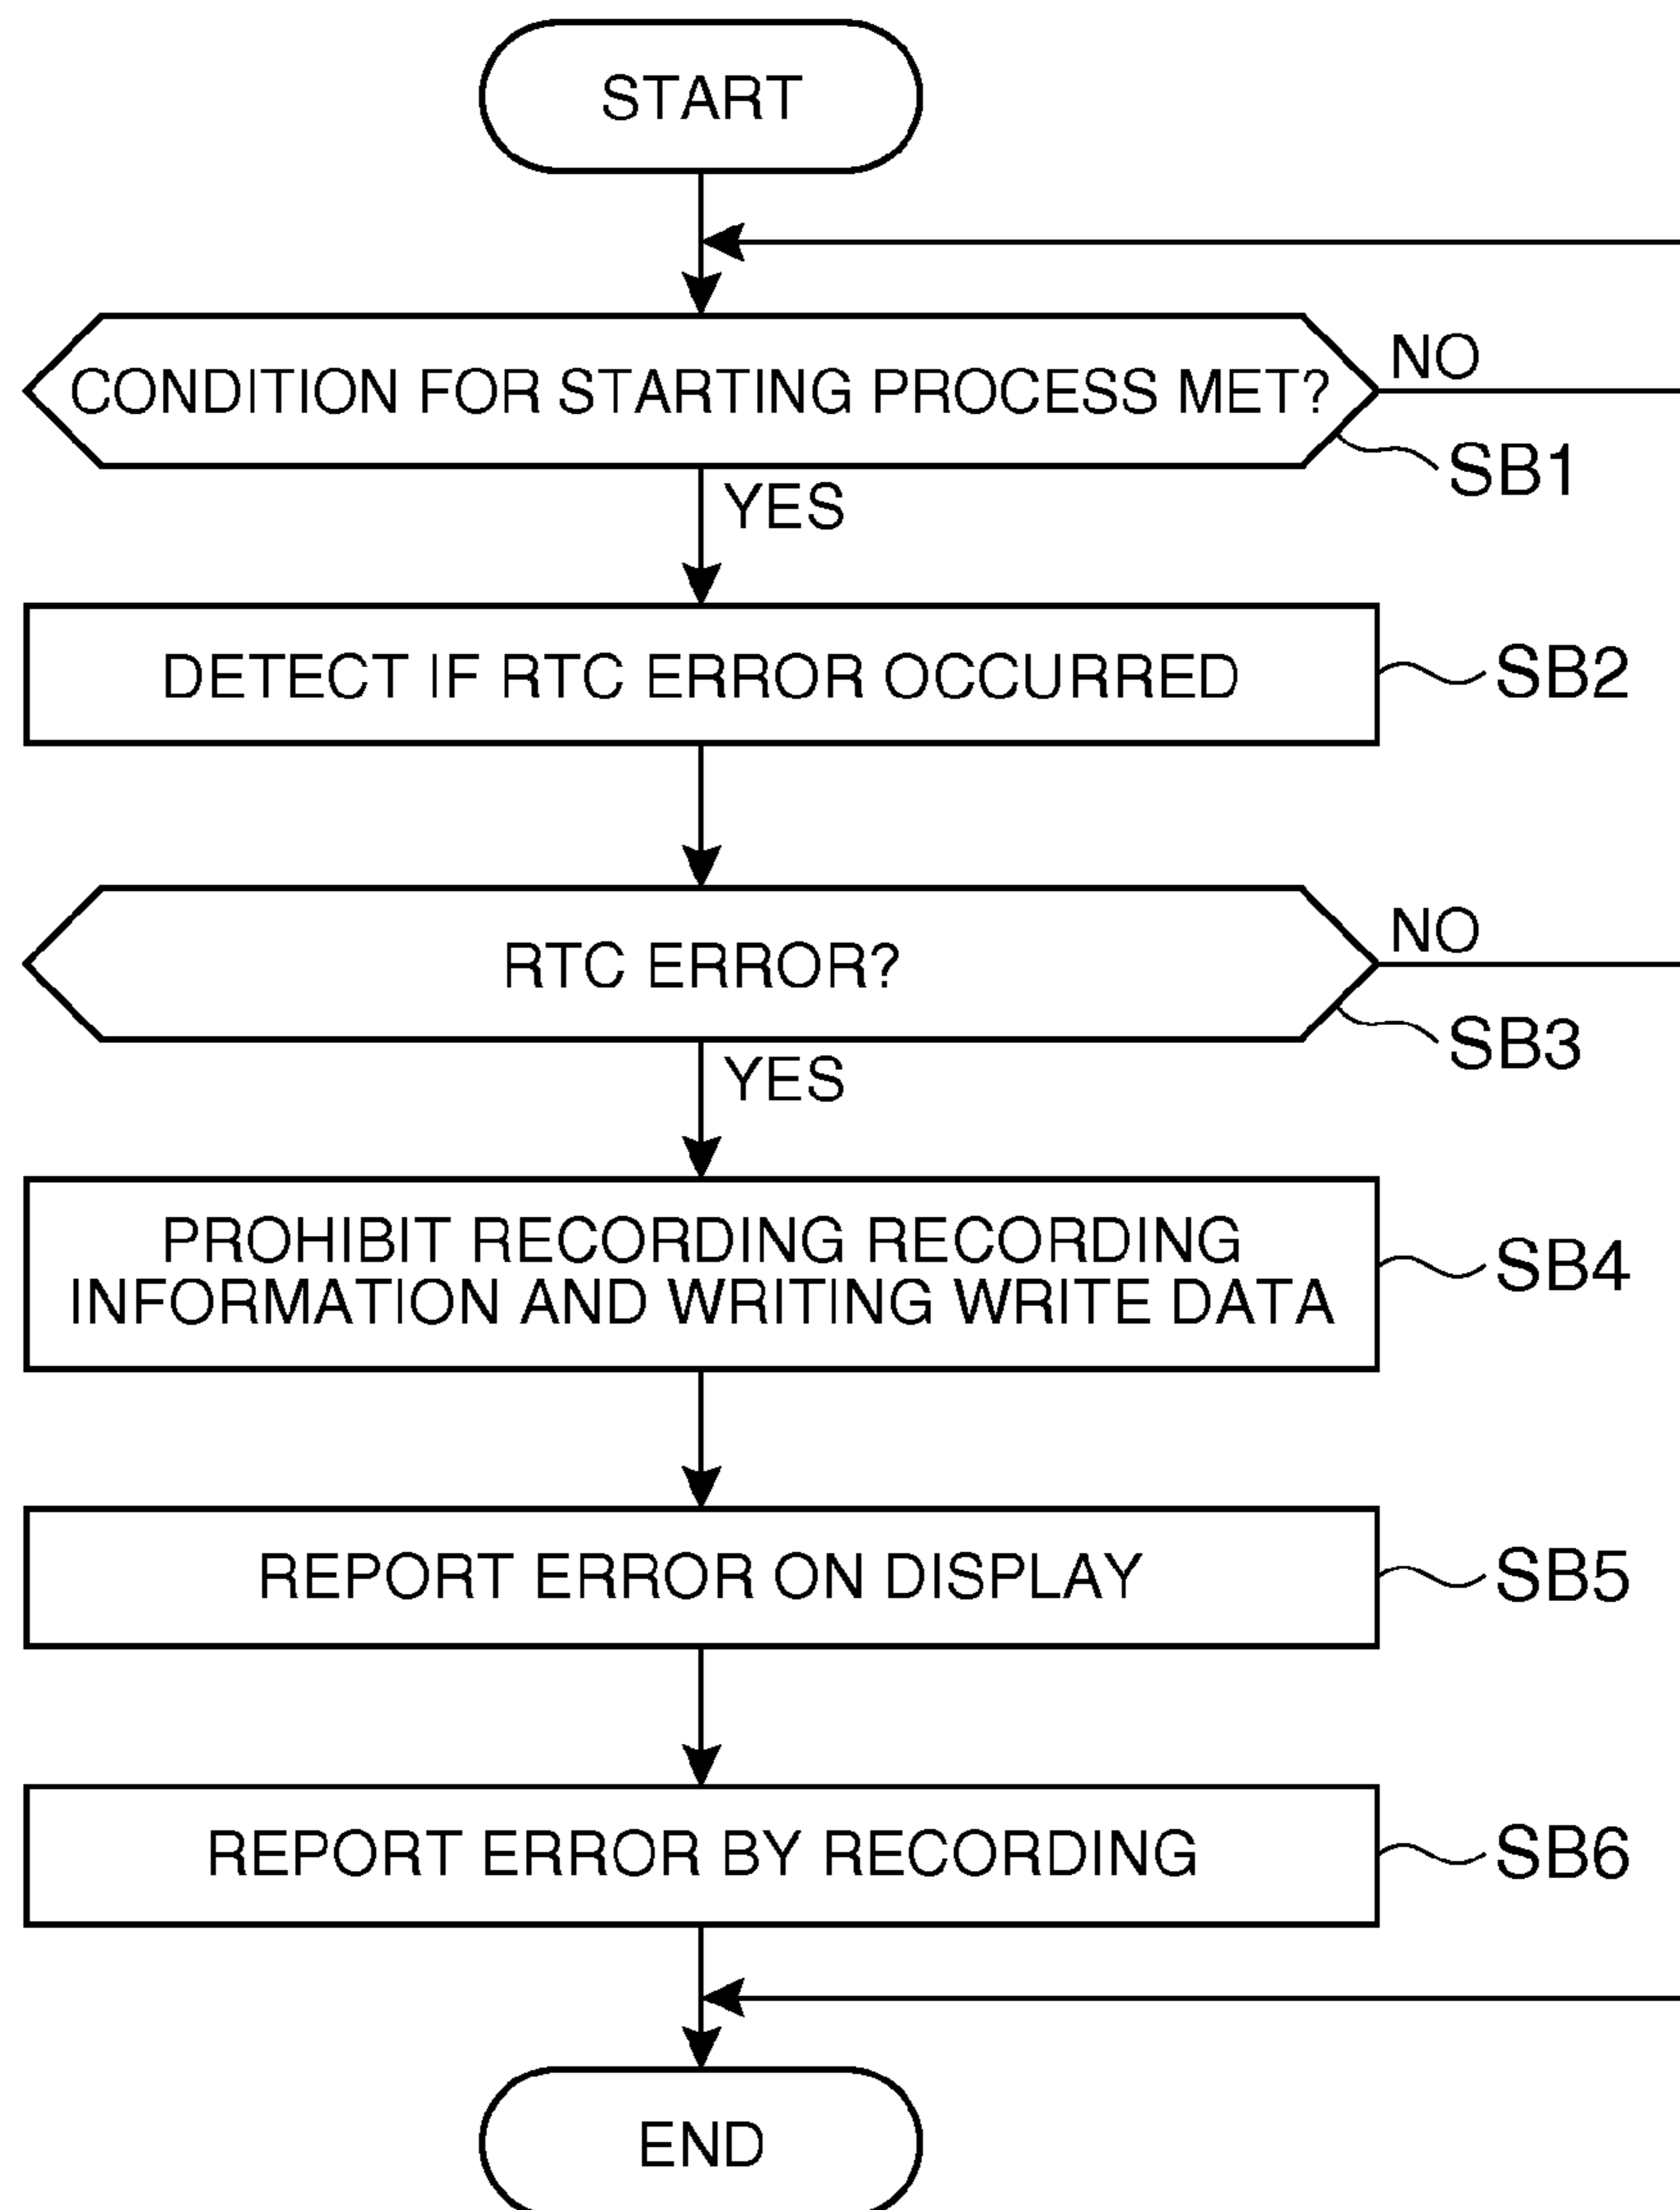 START
CONDITION FOR STARTING PROCESS MET?
NO
SB1
YES
DETECT IF RTC ERROR OCCURRED
SB2
RTC ERROR?
NO
SB3
YES
PROHIBIT RECORDING RECORDING
INFORMATION AND WRITING WRITE DATA
SB4
REPORT ERROR ON DISPLAY
SB5
REPORT ERROR BY RECORDING
SB6
END